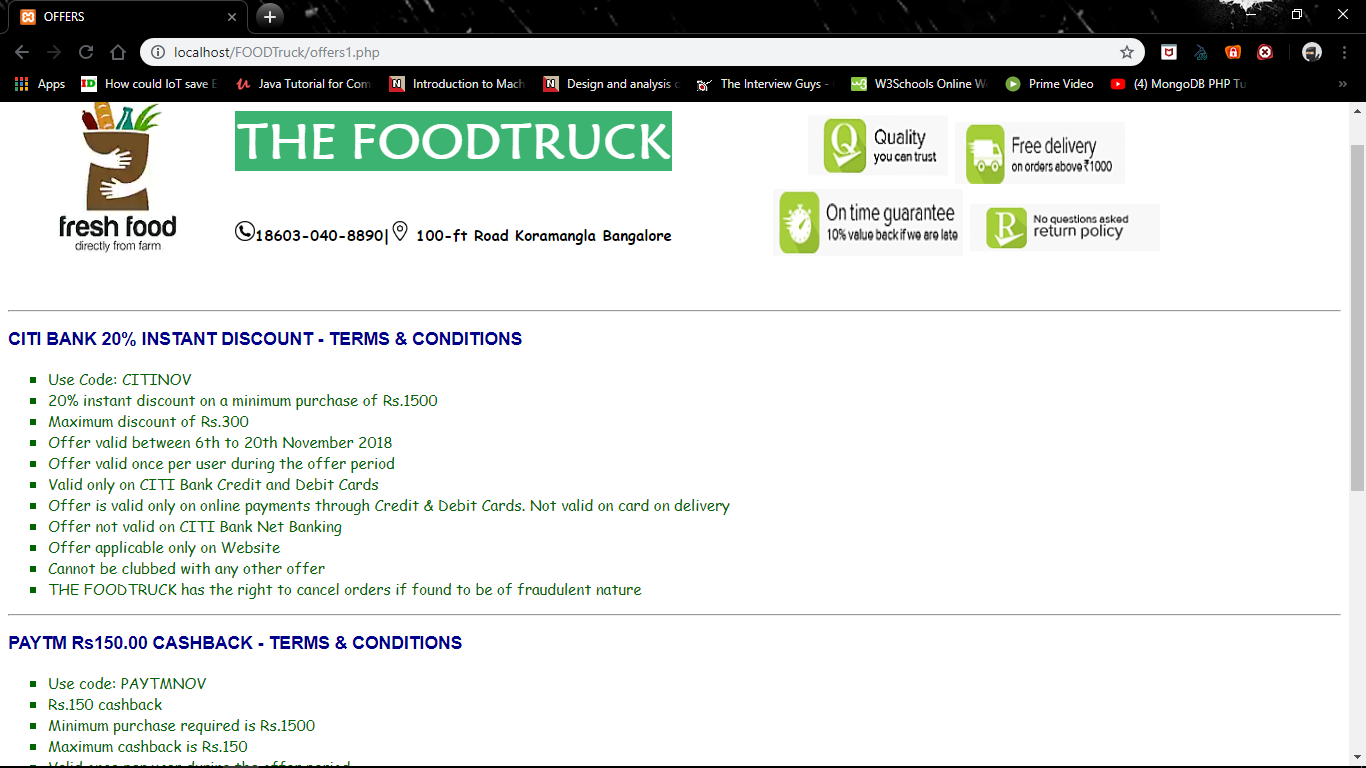 OFFERS
localhost/FOODTruck/offers1.php
Apps
How could IoT save E
Java Tutorial for Com
Introduction to Mach
Design and analysis c
The Interview Guys -
W3Schools Online W
Prime Video
(4) MongoDB PHP Tu
fresh food
directly from farm
THE FOODTRUCK
18603-040-8890| 100-ft Road Koramangla Bangalore
Quality
you can trust
Free delivery
on orders above ₹1000
On time guarantee
10% value back if we are late
No questions asked
return policy
CITI BANK 20% INSTANT DISCOUNT - TERMS & CONDITIONS
Use Code: CITINOV
20% instant discount on a minimum purchase of Rs.1500
Maximum discount of Rs.300
Offer valid between 6th to 20th November 2018
Offer valid once per user during the offer period
Valid only on CITI Bank Credit and Debit Cards
Offer is valid only on online payments through Credit & Debit Cards. Not valid on card on delivery
Offer not valid on CITI Bank Net Banking
Offer applicable only on Website
Cannot be clubbed with any other offer
THE FOODTRUCK has the right to cancel orders if found to be of fraudulent nature
PAYTM Rs150.00 CASHBACK - TERMS & CONDITIONS
Use code: PAYTMNOV
Rs.150 cashback
Minimum purchase required is Rs.1500
Maximum cashback is Rs.150
Valid once per user during the offer period